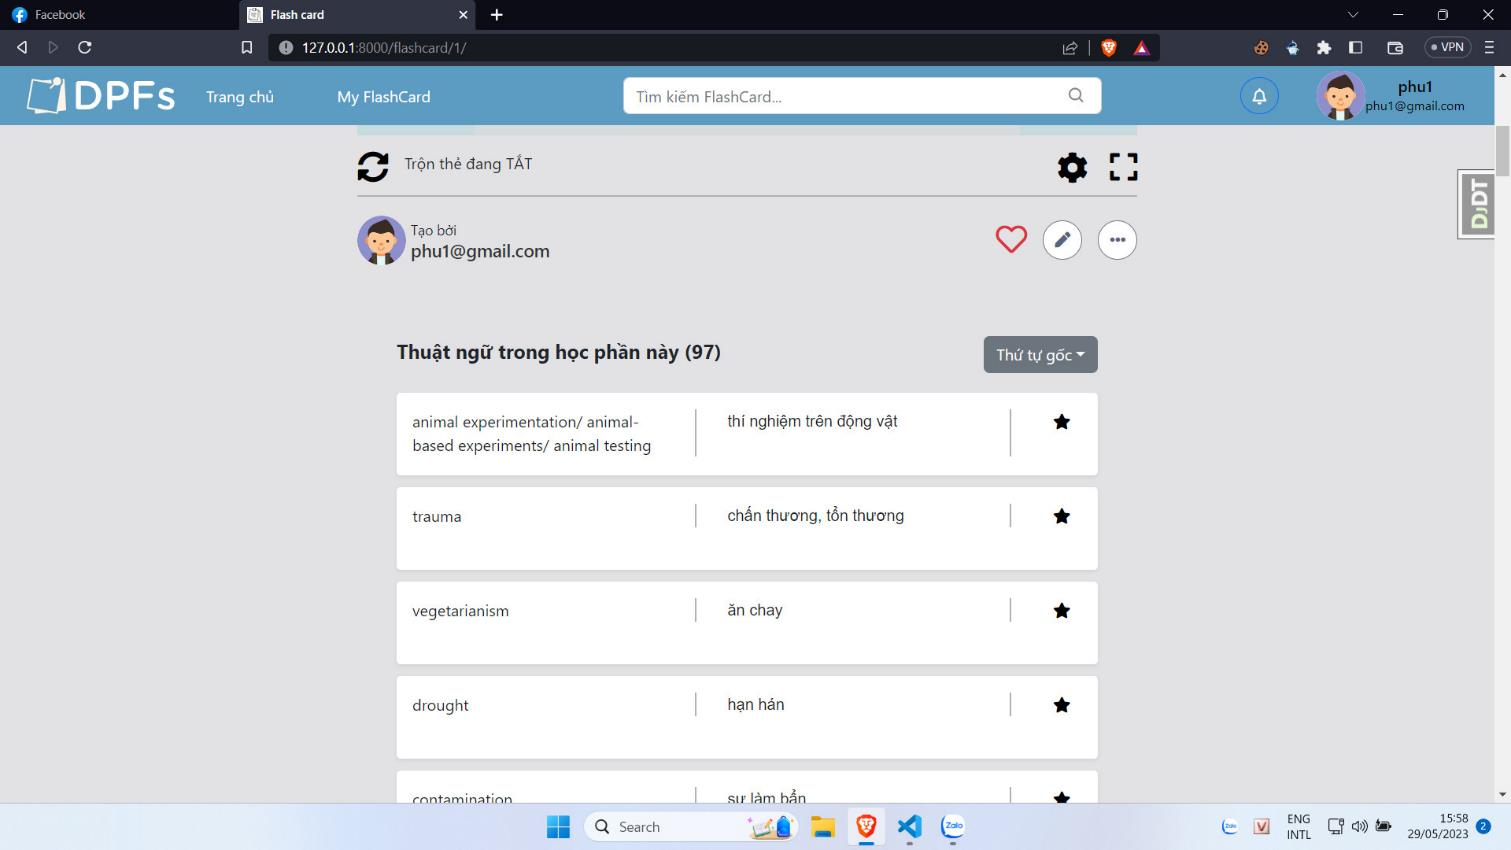 Facebook
Flash card
127.0.0.1:8000/flashcard/1/
VPN
DPFs
Trang chủ
My FlashCard
Tìm kiếm FlashCard...
phu1
phu1@gmail.com
Trộn thẻ đang TẮT
DJDT
Tạo bởi
phu1@gmail.com
Thuật ngữ trong học phần này (97)
Thứ tự gốc
animal experimentation/ animal-
based experiments/ animal testing
thí nghiệm trên động vật
trauma
chấn thương, tổn thương
vegetarianism
ăn chay
drought
hạn hán
contamination
sự làm bẩn
Search
Zalo
Zalo
V
ENG
INTL
15:58
29/05/2023
2